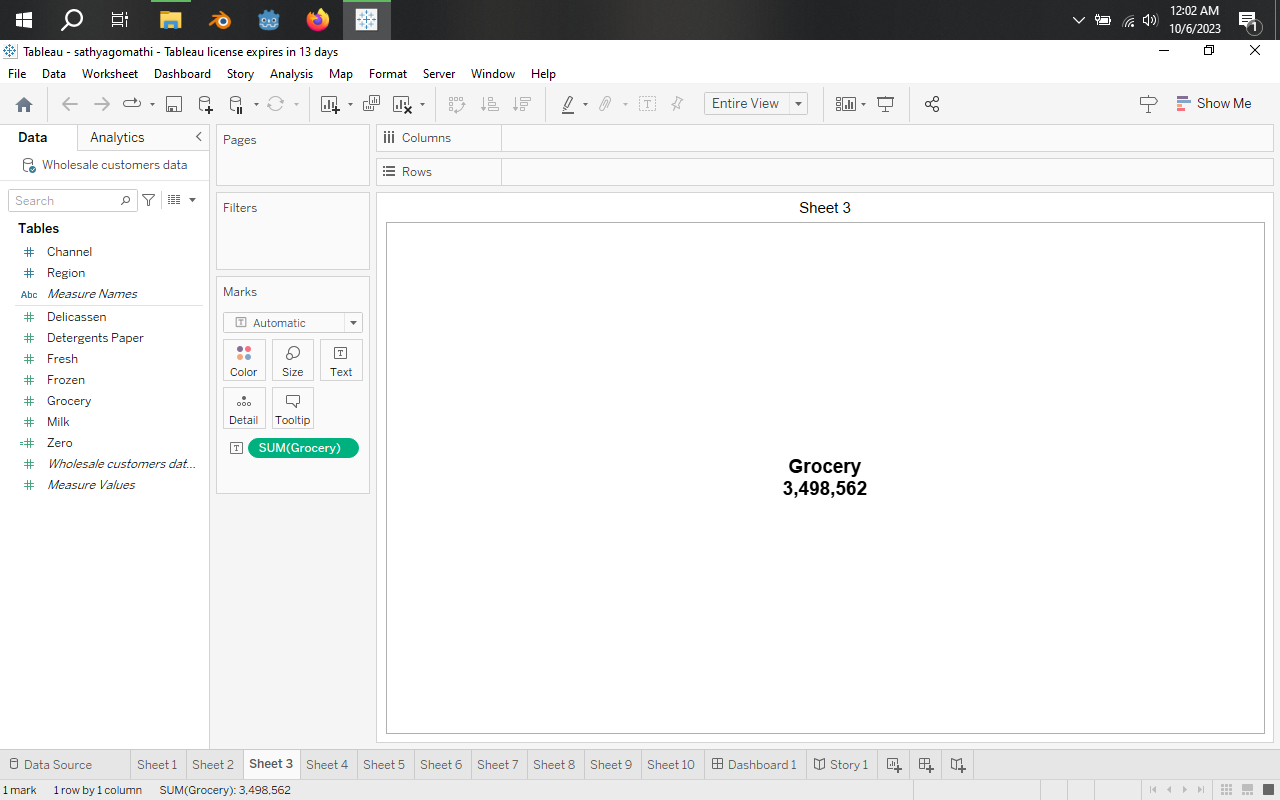 12:02 AM
10/6/2023
1
Tableau - sathyagomathi - Tableau license expires in 13 days
File Data Worksheet Dashboard Story Analysis Map Format Server Window Help
Entire View
Show Me
Data Analytics
Wholesale customers data
Search
Tables
Channel
Region
Abc Measure Names
Delicassen
Detergents Paper
Fresh
Frozen
Grocery
Milk
Zero
Wholesale customers dat...
Measure Values
Pages
Filters
Marks
T Automatic
Color Size Text
Detail Tooltip
T SUM(Grocery)
Columns
Rows
Sheet 3
Grocery
3,498,562
Data Source Sheet 1 Sheet 2 Sheet 3 Sheet 4 Sheet 5 Sheet 6 Sheet 7 Sheet 8 Sheet 9 Sheet 10 Dashboard 1 Story 1
1 mark 1 row by 1 column SUM(Grocery): 3,498,562